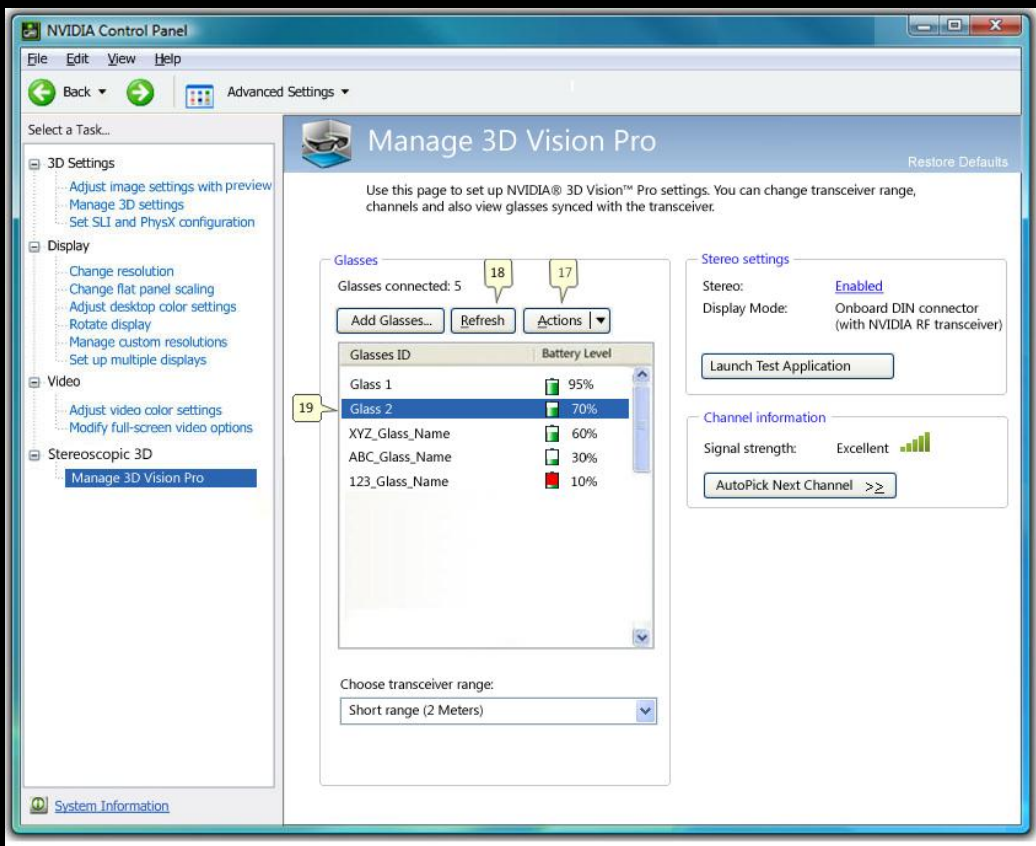 NVIDIA Control Panel
File Edit View Help
Back Advanced Settings
Select a Task...
3D Settings
Adjust image settings with preview
Manage 3D settings
Set SLI and PhysX configuration
Display
Change resolution
Change flat panel scaling
Adjust desktop color settings
Rotate display
Manage custom resolutions
Set up multiple displays
Video
Adjust video color settings
Modify full-screen video options
Stereoscopic 3D
Manage 3D Vision Pro
System Information
Manage 3D Vision Pro
Restore Defaults
Use this page to set up NVIDIA® 3D Vision™ Pro settings. You can change transceiver range,
channels and also view glasses synced with the transceiver.
Glasses
Glasses connected: 5
18 17
Add Glasses... Refresh Actions
Glasses ID Battery Level
Glass 1 95%
19 Glass 2 70%
XYZ_Glass_Name 60%
ABC_Glass_Name 30%
123_Glass_Name 10%
Choose transceiver range:
Short range (2 Meters)
Stereo settings
Stereo: Enabled
Display Mode: Onboard DIN connector
(with NVIDIA RF transceiver)
Launch Test Application
Channel information
Signal strength: Excellent
AutoPick Next Channel >>